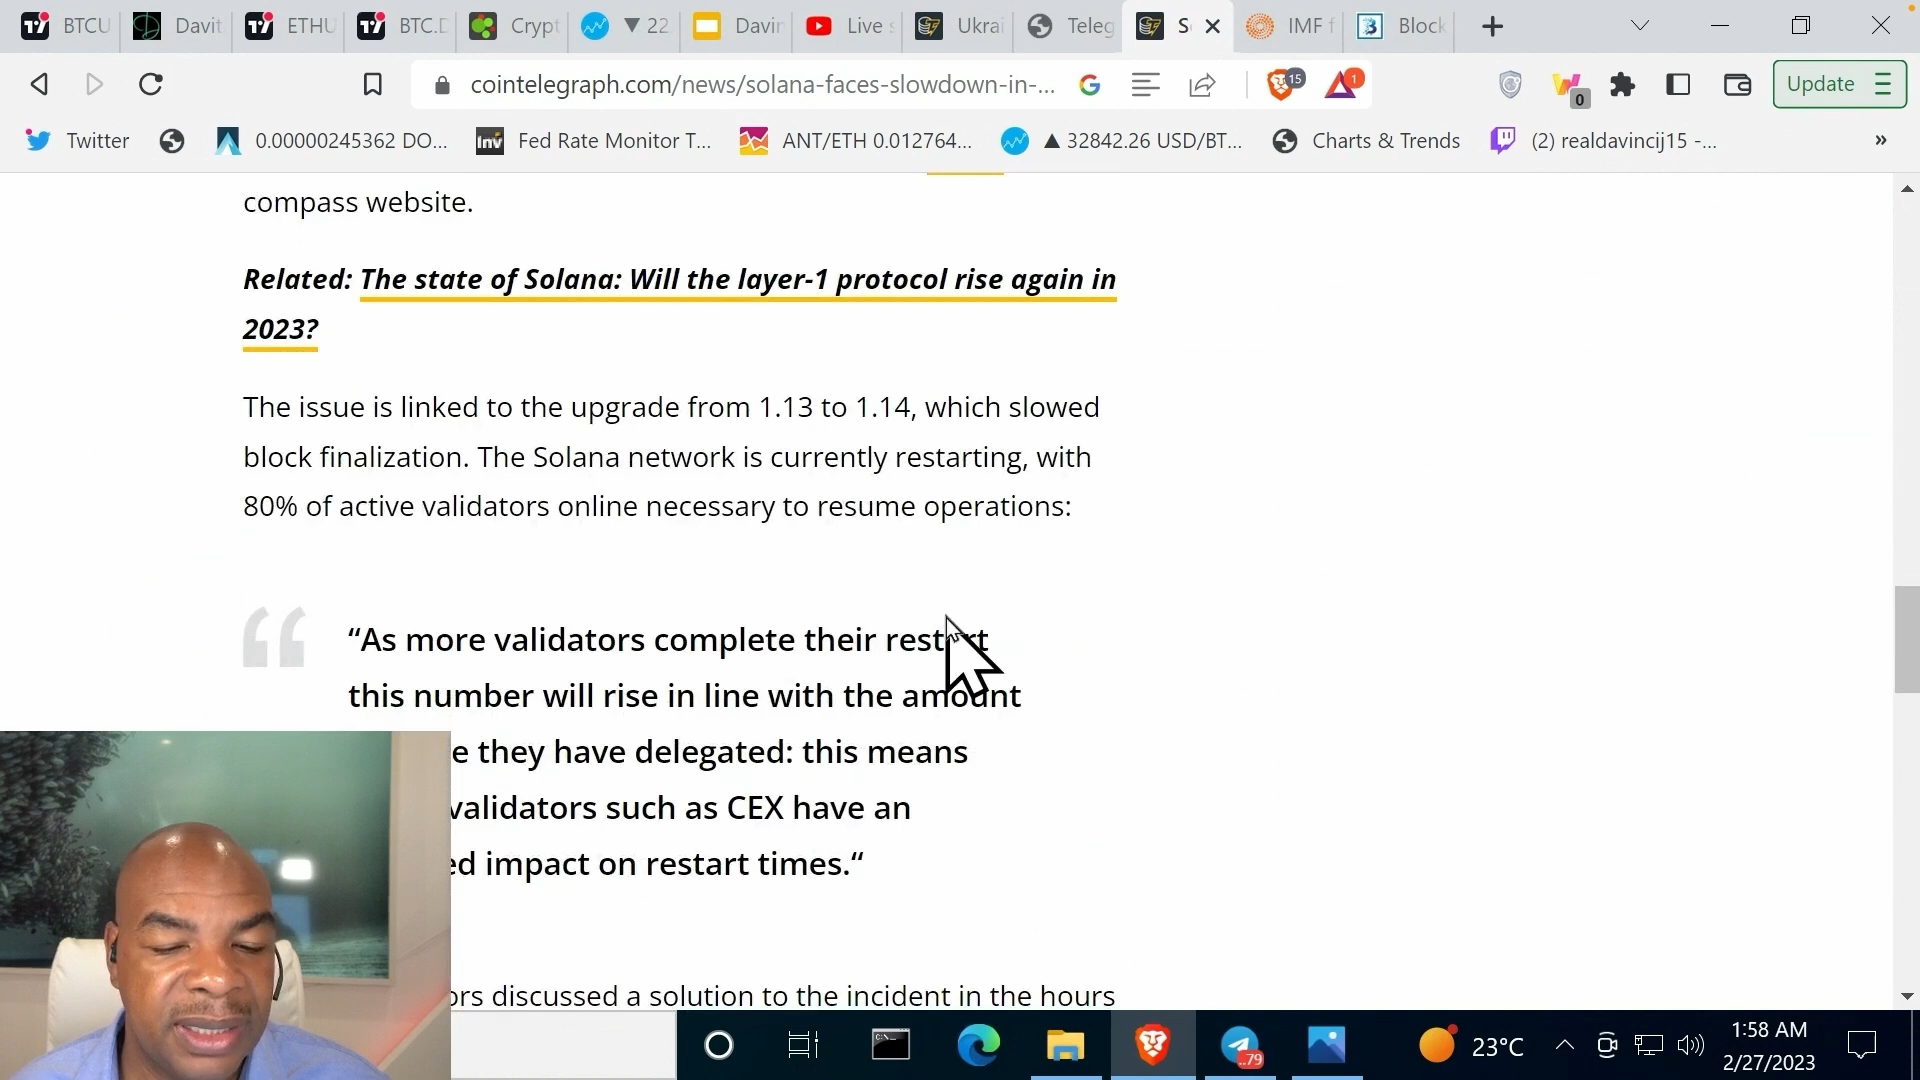 BTCU
Davit
ETHU
BTC.D
Crypt
▼ 22
Davin
Live s
Ukrai
Teleg
S
IMF f
Block
cointelegraph.com/news/solana-faces-slowdown-in-...
15
1
0
Update
Twitter
0.00000245362 DO...
Inv
Fed Rate Monitor T...
ANT/ETH 0.012764...
▲ 32842.26 USD/BT...
Charts & Trends
(2) realdavincij15 -...
»
compass website.
Related: The state of Solana: Will the layer-1 protocol rise again in
2023?
The issue is linked to the upgrade from 1.13 to 1.14, which slowed
block finalization. The Solana network is currently restarting, with
80% of active validators online necessary to resume operations:
“As more validators complete their restart
this number will rise in line with the amount
e they have delegated: this means
validators such as CEX have an
ed impact on restart times.“
ors discussed a solution to the incident in the hours
..79
23°C
1:58 AM
2/27/2023